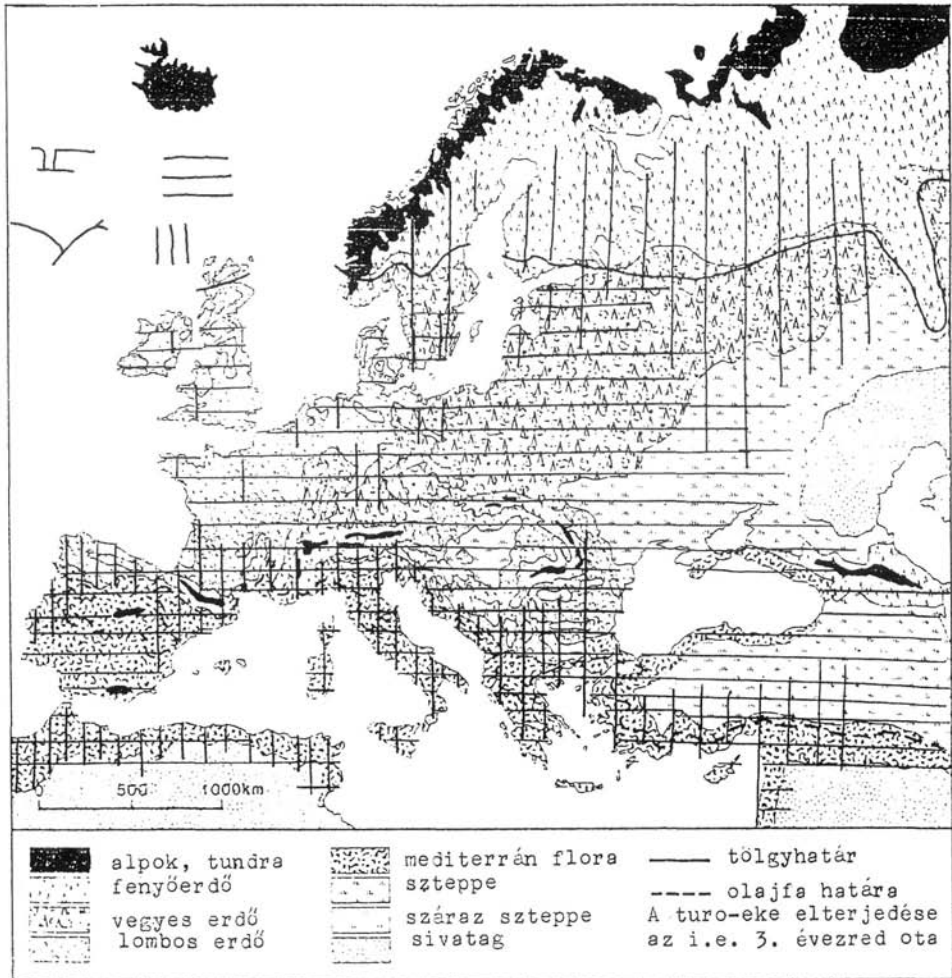 0 500 1000km
alpok, tundra
fenyőerdő
vegyes erdő
lombos erdő
mediterrán flora
szteppe
száraz szteppe
sivatag
tölgyhatár
olajfa határa
A turo-eke elterjedése
az i.e. 3. évezred ota